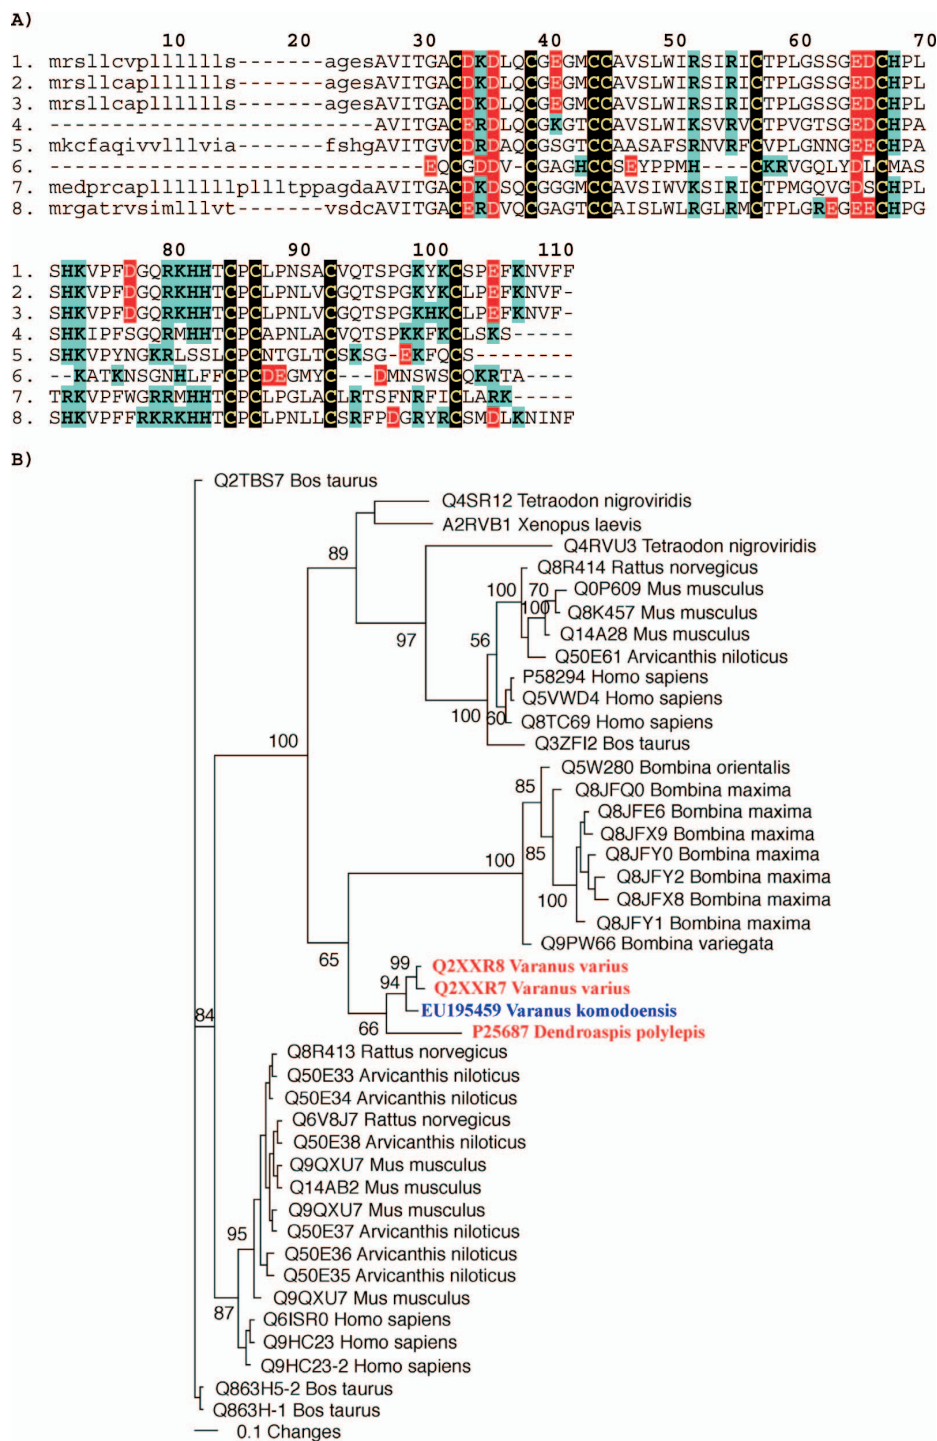 A)
10 20 30 40 50 60 70
1. mrsllcvplllllls-------agesAVITGACDKDLQCGEGMCCAVSLWIRSIRICTPLGSSGEDCHPL
2. mrsllcapllllllls-------agesAVITGACDKDLQCGEGMCCAVSLWIRSIRICTPLGSSGEDCHPL
3. mrsllcapllllllls-------agesAVITGACDKDLQCGEGMCCAVSLWIRSIRICTPLGSSGEDCHPL
4. --------------------------AVITGACERDLQCGKGTCCAVSLWIKSVRVCTPVGTSGEDCHPA
5. mkcfaqivvlllvia-------fshgAVITGACDRDAQCGSGTCCAASAFSRNVRFCVPLGNNGEECHPA
6. ------------------------------EQCGDDV-GAGHCCSEYPPMH---CKRVGQLYDLCMAS
7. medprcaplllllllplllltppagdaAVITGACDKDSQCGGGMCCAVSIWVKSIRICTPMGQVGDSCHPL
8. mrgatrvsimlllvt-------vsdcAVITGACERDVQCGAGTCCAISLWLRGLRMCTPLGREGEECHPG
80 90 100 110
1. SHKVPFDGQRKHHTCPCLPNSACVQTSPGKYKCSPEFKNVFF
2. SHKVPFDGQRKHHTCPCLPNLVCGQTSPGKYKCLPEFKNVF-
3. SHKVPFDGQRKHHTCPCLPNLVCGQTSPGKHKCLPEFKNVF-
4. SHKIPFSGQRMHHTCPCAPNLACVQTSPKKFKCLSKS-----
5. SHKVPYNGKRLSSLCPCNTGLTCSKSG-EKFQCS--------
6. --KATKNSGNHLFFCPCDEGMYC---DMNSWSCQKRTA----
7. TRKVPFWGRRMHHTCPCLPGLACLRTSFNRFICLARK-----
8. SHKVPFFRKRKHHTCPCLPNLLCSRFPDGRYRCSMDLKNINF
B)
Q2TBS7 Bos taurus
Q4SR12 Tetraodon nigroviridis
A2RVB1 Xenopus laevis
89
Q4RVU3 Tetraodon nigroviridis
Q8R414 Rattus norvegicus
100 70 Q0P609 Mus musculus
100 Q8K457 Mus musculus
Q14A28 Mus musculus
97 56
Q50E61 Arvicanthis niloticus
P58294 Homo sapiens
Q5VWD4 Homo sapiens
100 60 Q8TC69 Homo sapiens
100 Q3ZFI2 Bos taurus
Q5W280 Bombina orientalis
85 Q8JFQ0 Bombina maxima
Q8JFE6 Bombina maxima
Q8JFX9 Bombina maxima
100 85 Q8JFY0 Bombina maxima
Q8JFY2 Bombina maxima
100 Q8JFX8 Bombina maxima
Q8JFY1 Bombina maxima
65 Q9PW66 Bombina variegata
99 Q2XXR8 Varanus varius
94 Q2XXR7 Varanus varius
84 EU195459 Varanus komodoensis
66 P25687 Dendroaspis polylepis
Q8R413 Rattus norvegicus
Q50E33 Arvicanthis niloticus
Q50E34 Arvicanthis niloticus
Q6V8J7 Rattus norvegicus
Q50E38 Arvicanthis niloticus
Q9QXU7 Mus musculus
Q14AB2 Mus musculus
Q9QXU7 Mus musculus
95 Q50E37 Arvicanthis niloticus
Q50E36 Arvicanthis niloticus
Q50E35 Arvicanthis niloticus
87 Q9QXU7 Mus musculus
Q6ISR0 Homo sapiens
Q9HC23 Homo sapiens
Q9HC23-2 Homo sapiens
Q863H5-2 Bos taurus
Q863H-1 Bos taurus
0.1 Changes